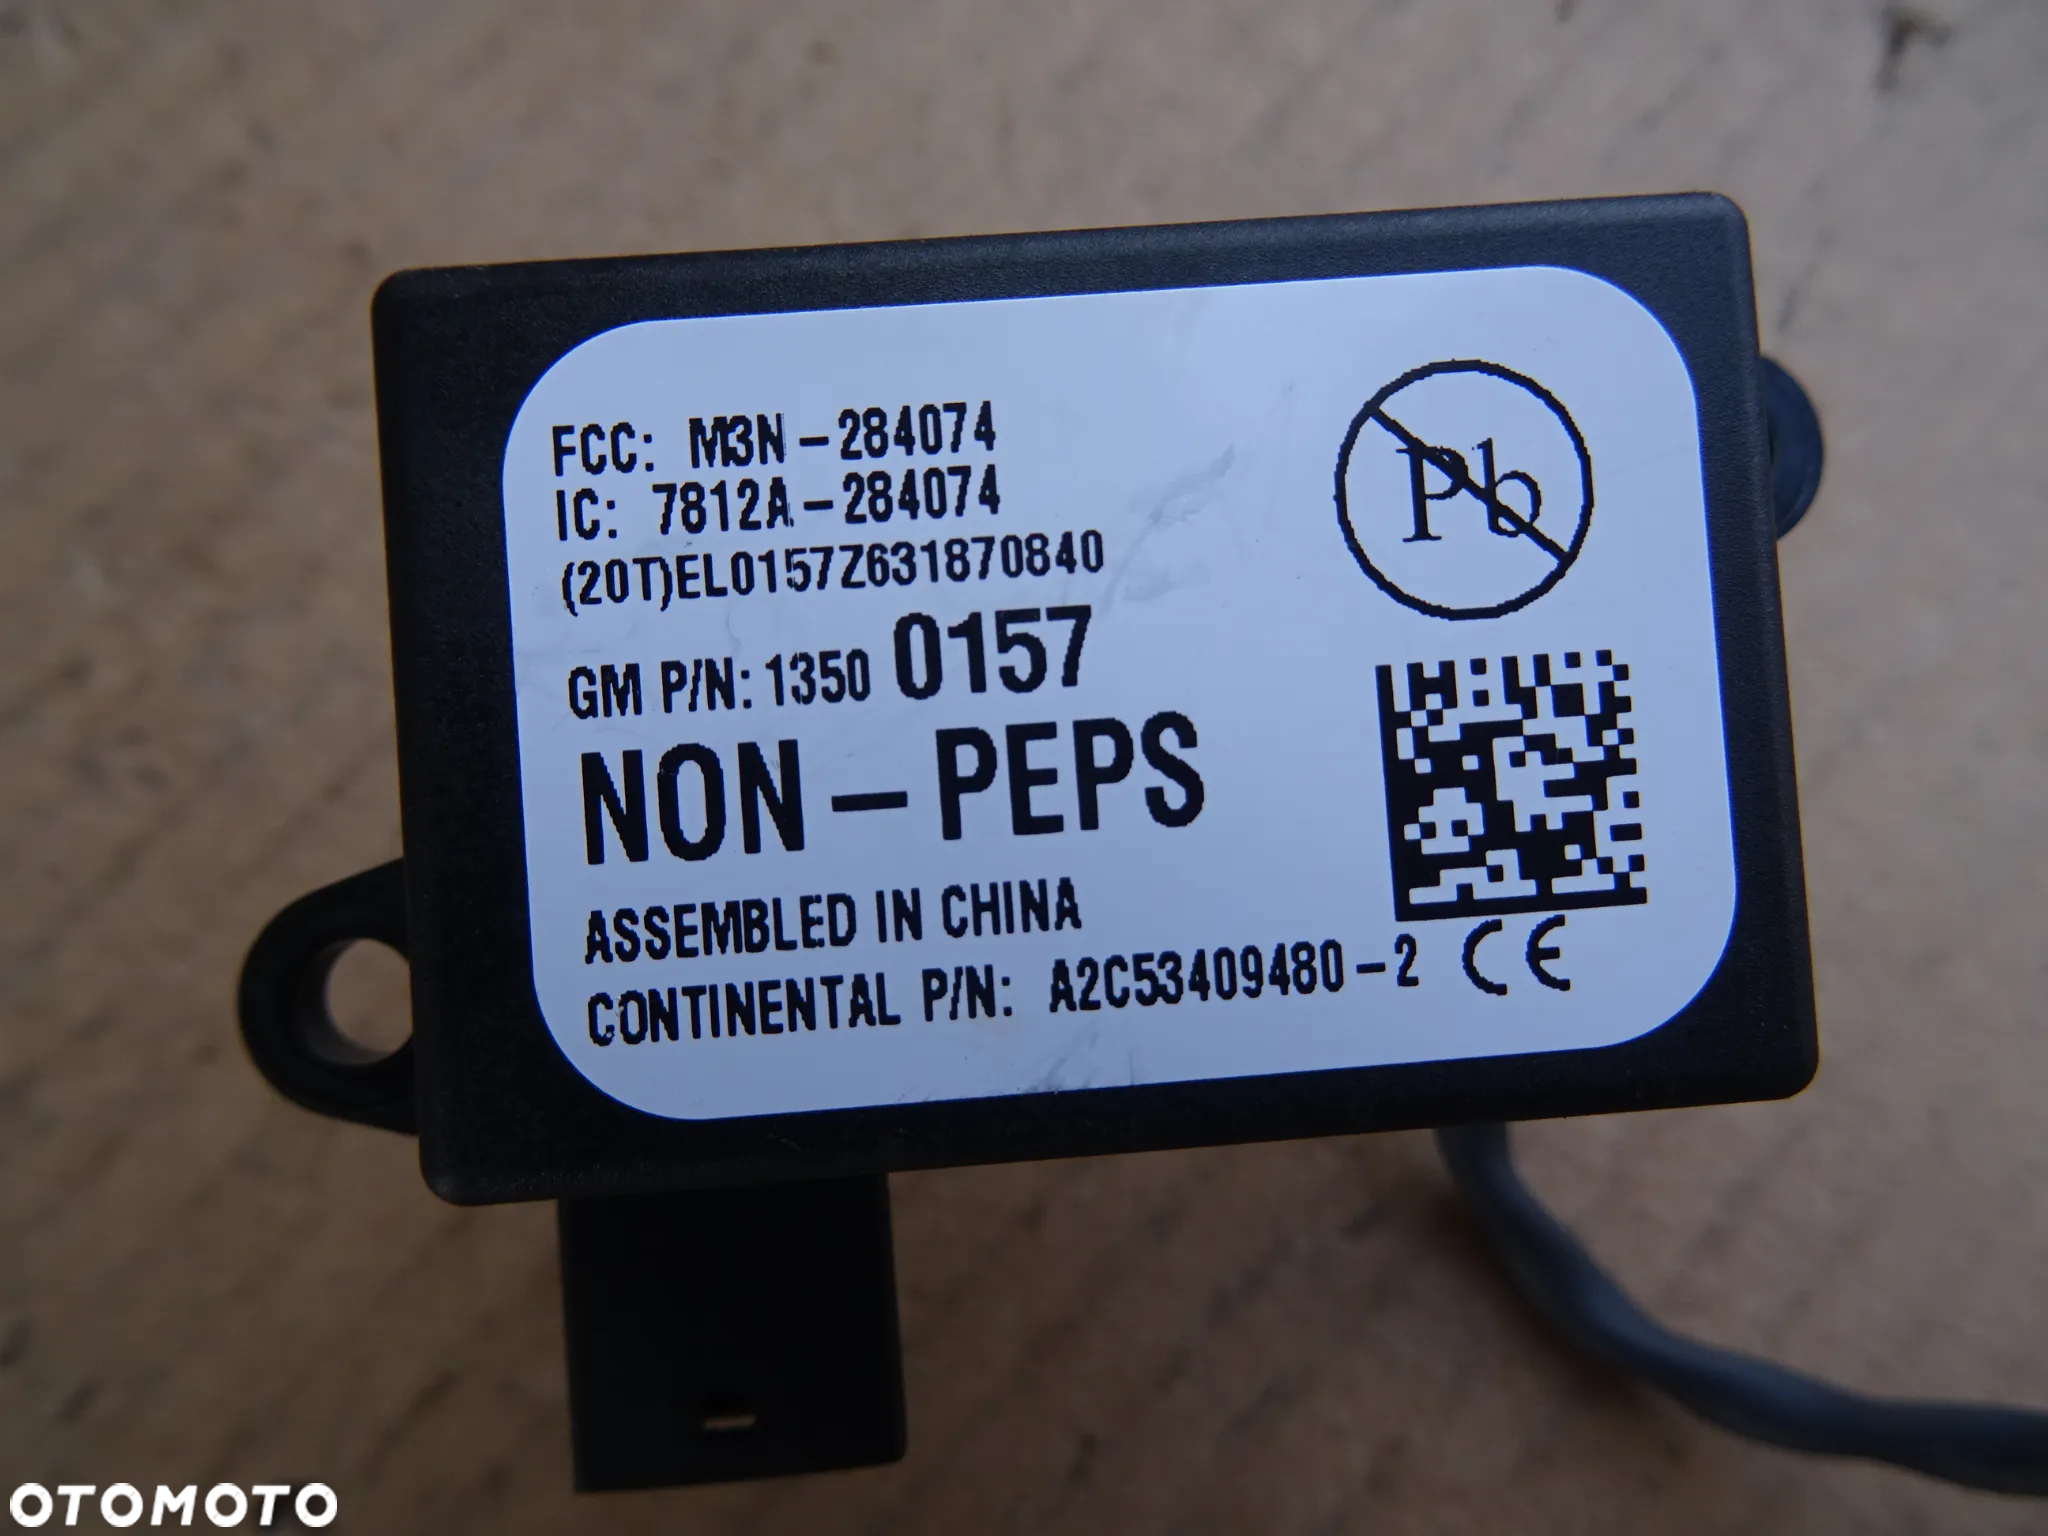 FCC: M3N-284074
IC: 7812A-284074
(20T)EL0157Z631870840
GM P/N: 1350 0157
NON-PEPS
ASSEMBLED IN CHINA
CONTINENTAL P/N: A2C53409480-2 CE
Pb
OTOMOTO